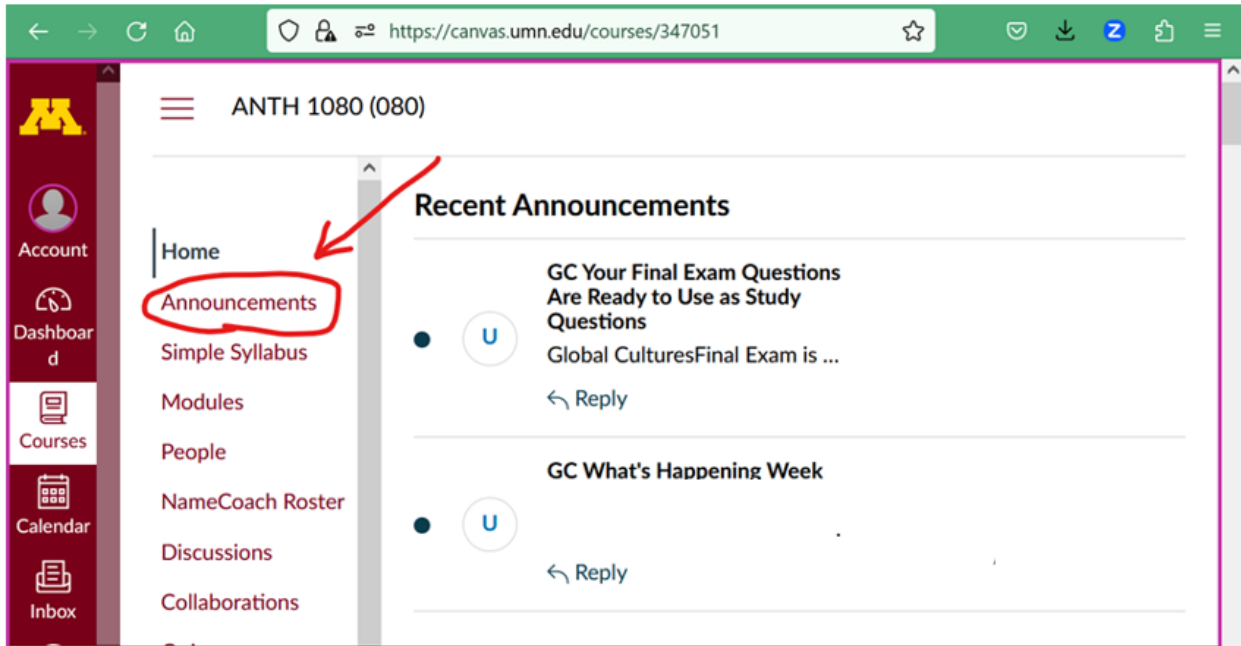 https://canvas.umn.edu/courses/347051
Z
M
ANTH 1080 (080)
Account
Dashboar
d
Courses
Calendar
Inbox
Home
Announcements
Simple Syllabus
Modules
People
NameCoach Roster
Discussions
Collaborations
Recent Announcements
GC Your Final Exam Questions
Are Ready to Use as Study
Questions
U
Global CulturesFinal Exam is ...
Reply
GC What's Happening Week
U
Reply